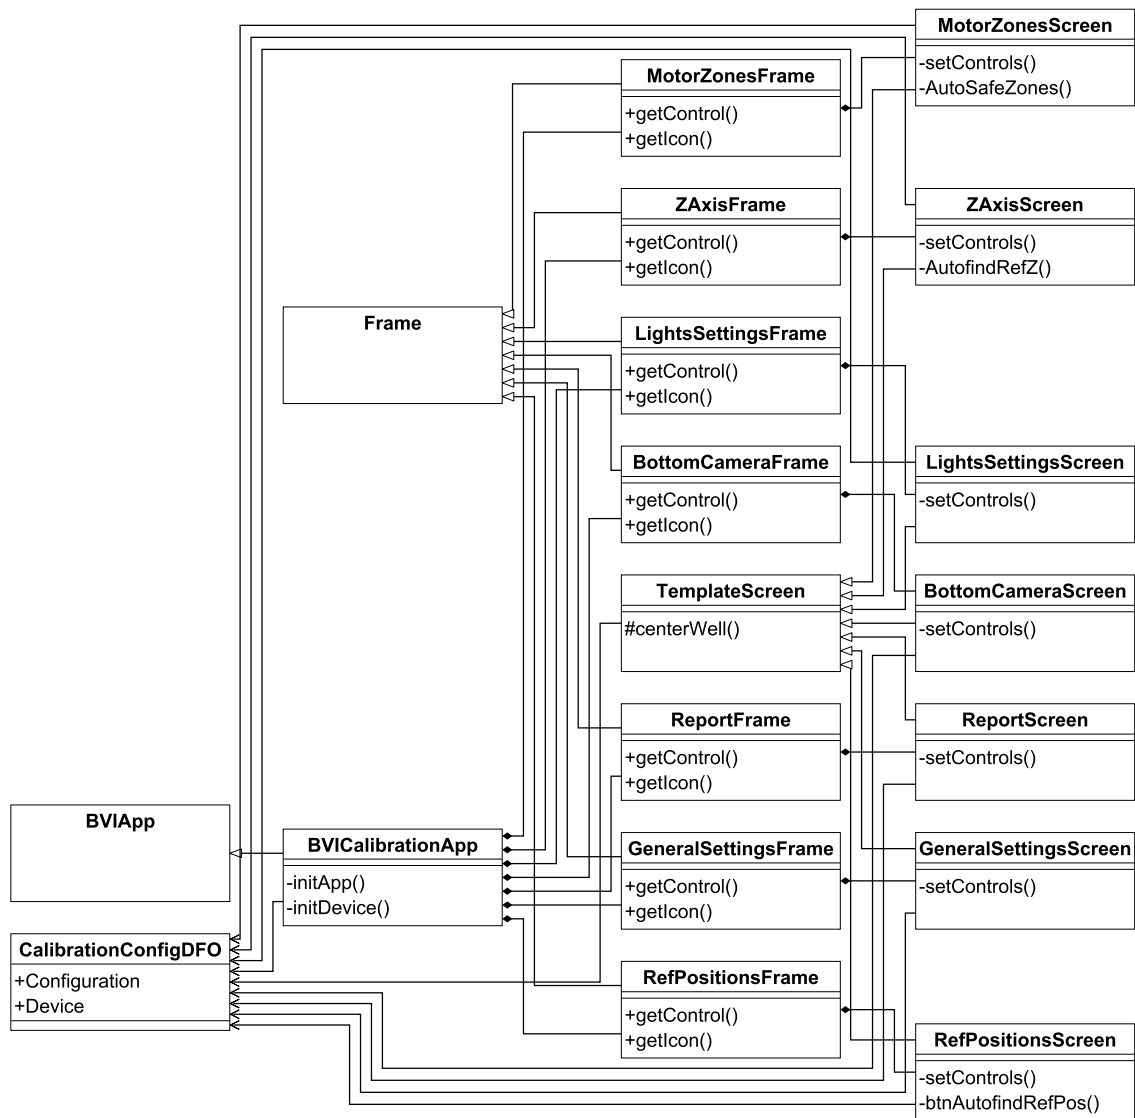 MotorZonesScreen
-setControls()
-AutoSafeZones()
MotorZonesFrame
+getControl()
+getIcon()
ZAxisFrame
+getControl()
+getIcon()
ZAxisScreen
-setControls()
-AutofindRefZ()
Frame
LightsSettingsFrame
+getControl()
+getIcon()
BottomCameraFrame
+getControl()
+getIcon()
LightsSettingsScreen
-setControls()
TemplateScreen
#centerWell()
BottomCameraScreen
-setControls()
ReportFrame
+getControl()
+getIcon()
ReportScreen
-setControls()
BVIApp
BVICalibrationApp
-initApp()
-initDevice()
GeneralSettingsFrame
+getControl()
+getIcon()
GeneralSettingsScreen
-setControls()
CalibrationConfigDFO
+Configuration
+Device
RefPositionsFrame
+getControl()
+getIcon()
RefPositionsScreen
-setControls()
-btnAutofindRefPos()